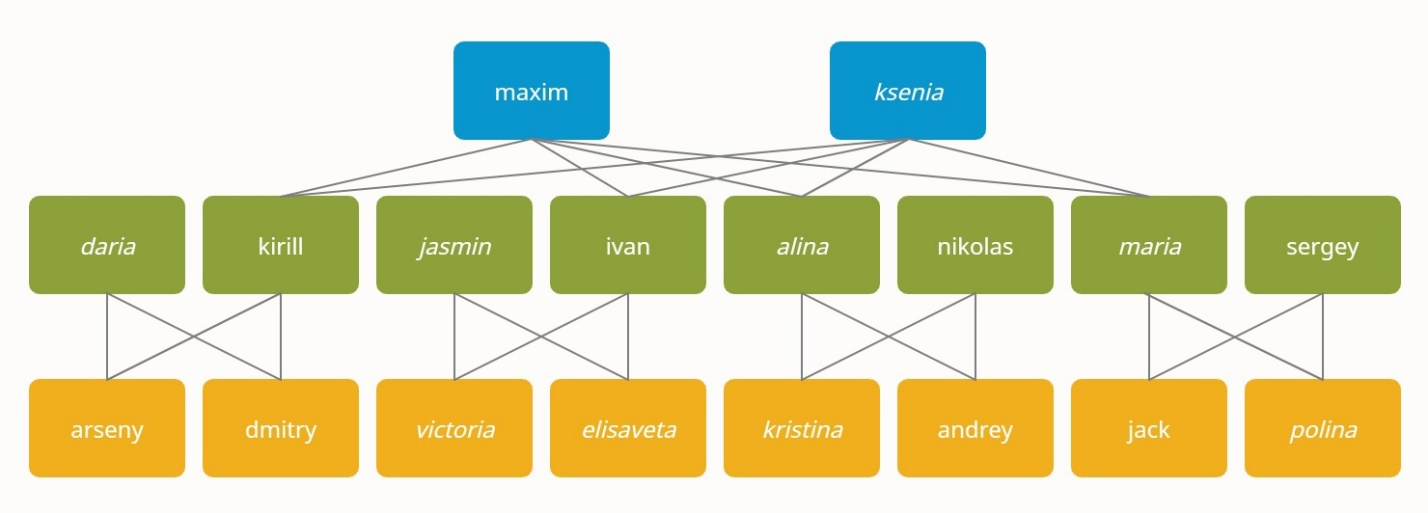 maxim
ksenia
daria
kirill
jasmin
ivan
alina
nikolas
maria
sergey
arseny
dmitry
victoria
elisaveta
kristina
andrey
jack
polina